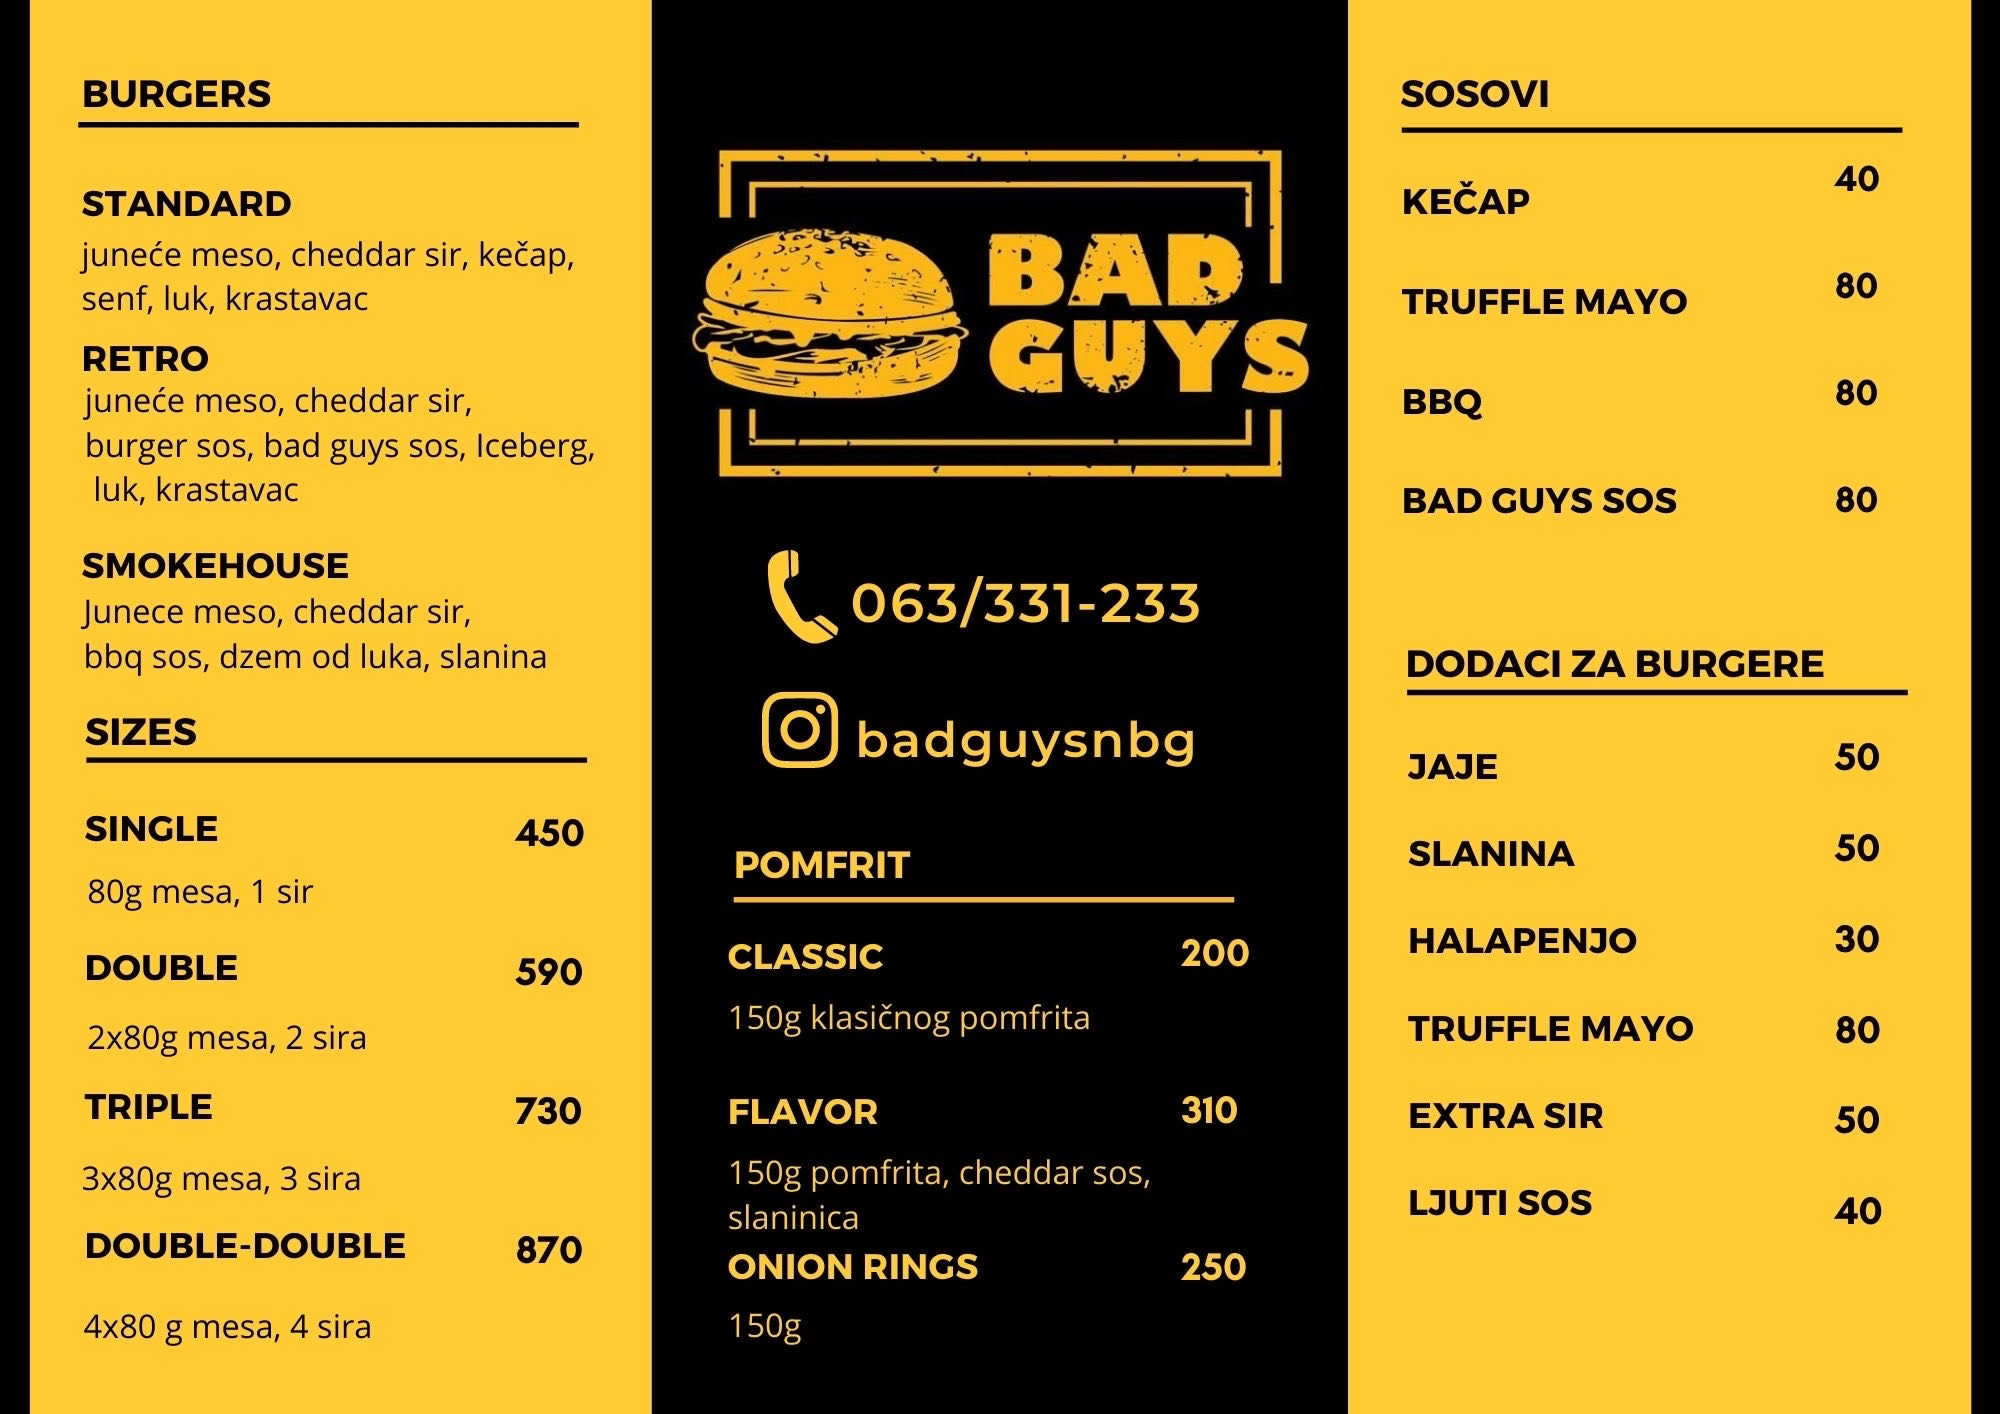 BURGERS
STANDARD
juneće meso, cheddar sir, kečap,
senf, luk, krastavac
RETRO
juneće meso, cheddar sir,
burger sos, bad guys sos, Iceberg,
luk, krastavac
SMOKEHOUSE
Junece meso, cheddar sir,
bbq sos, dzem od luka, slanina
SIZES
SINGLE 450
80g mesa, 1 sir
DOUBLE 590
2x80g mesa, 2 sira
TRIPLE 730
3x80g mesa, 3 sira
DOUBLE-DOUBLE 870
4x80 g mesa, 4 sira
BAD
GUYS
063/331-233
badguysnbg
POMFRIT
CLASSIC 200
150g klasičnog pomfrita
FLAVOR 310
150g pomfrita, cheddar sos,
slaninica
ONION RINGS 250
150g
SOSOVI
KEČAP 40
TRUFFLE MAYO 80
BBQ 80
BAD GUYS SOS 80
DODACI ZA BURGERE
JAJE 50
SLANINA 50
HALAPENJO 30
TRUFFLE MAYO 80
EXTRA SIR 50
LJUTI SOS 40